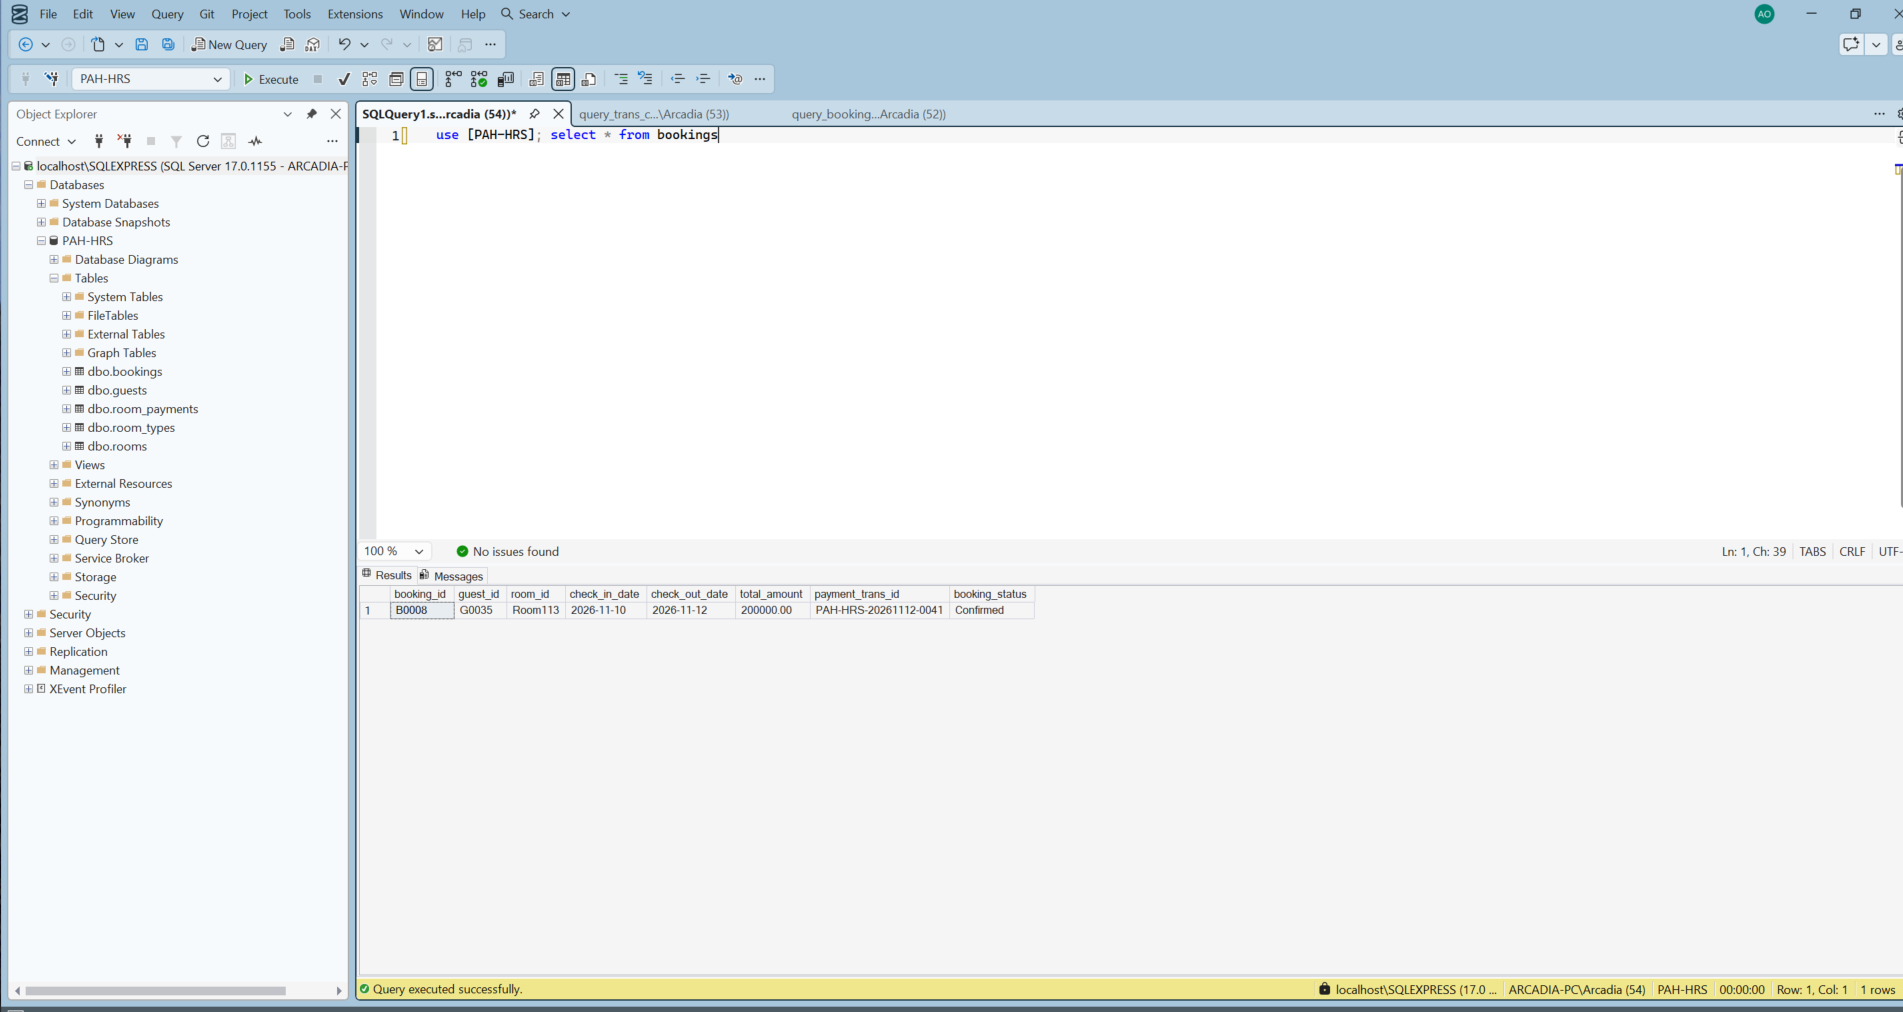 File Edit View Query Git Project Tools Extensions Window Help Search AO
New Query
PAH-HRS Execute
Object Explorer
Connect
localhost\SQLEXPRESS (SQL Server 17.0.1155 - ARCADIA-P
Databases
System Databases
Database Snapshots
PAH-HRS
Database Diagrams
Tables
System Tables
FileTables
External Tables
Graph Tables
dbo.bookings
dbo.guests
dbo.room_payments
dbo.room_types
dbo.rooms
Views
External Resources
Synonyms
Programmability
Query Store
Service Broker
Storage
Security
Security
Server Objects
Replication
Management
XEvent Profiler
SQLQuery1.s...rcadia (54))* query_trans_c...\Arcadia (53)) query_booking...Arcadia (52))
1 use [PAH-HRS]; select * from bookings
100 % No issues found Ln: 1, Ch: 39 TABS CRLF UTF-
Results Messages
booking_id guest_id room_id check_in_date check_out_date total_amount payment_trans_id booking_status
1 B0008 G0035 Room113 2026-11-10 2026-11-12 200000.00 PAH-HRS-20261112-0041 Confirmed
Query executed successfully. localhost\SQLEXPRESS (17.0 ... ARCADIA-PC\Arcadia (54) PAH-HRS 00:00:00 Row: 1, Col: 1 1 rows